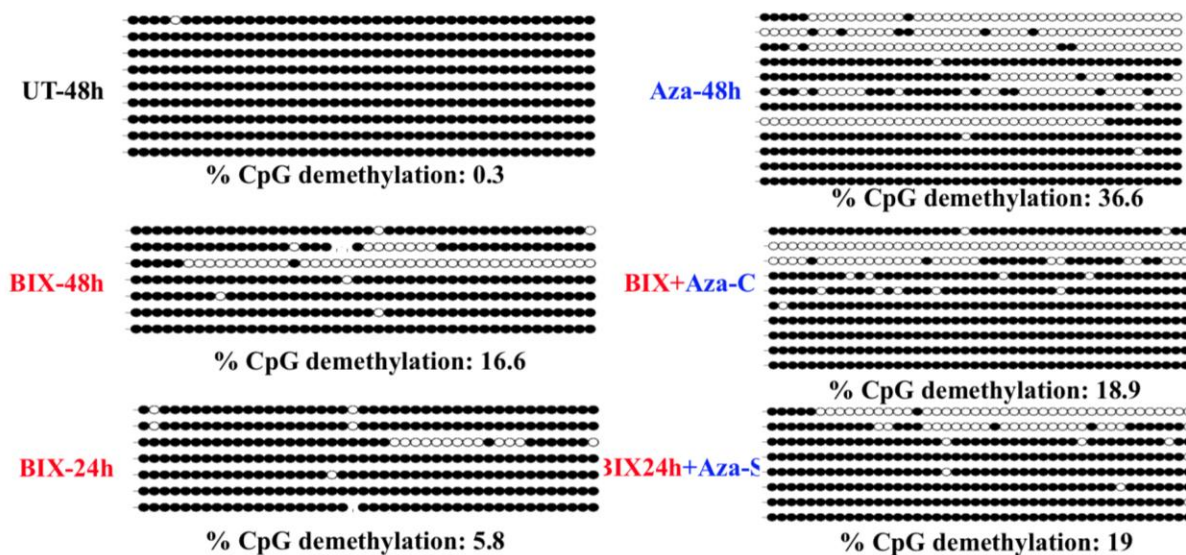 UT-48h
% CpG demethylation: 0.3
Aza-48h
% CpG demethylation: 36.6
BIX-48h
% CpG demethylation: 16.6
BIX+Aza-C
% CpG demethylation: 18.9
BIX-24h
% CpG demethylation: 5.8
BIX24h+Aza-S
% CpG demethylation: 19